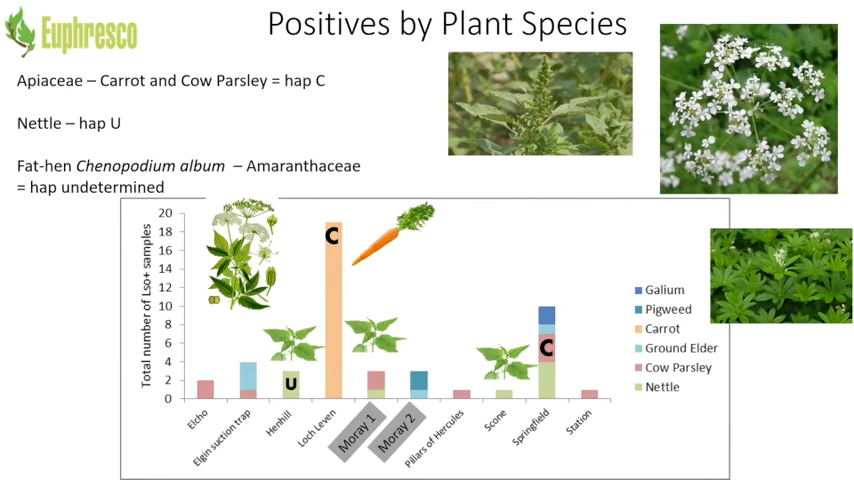 Euphresco
Positives by Plant Species
Apiaceae – Carrot and Cow Parsley = hap C
Nettle – hap U
Fat-hen Chenopodium album – Amaranthaceae
= hap undetermined
Total number of Lso+ samples
20
18
16
14
12
10
8
6
4
2
0
C
U
C
Elcho
Elgin suction trap
Henhill
Loch Leven
Moray 1
Moray 2
Pillars of Hercules
Scone
Springfield
Station
Galium
Pigweed
Carrot
Ground Elder
Cow Parsley
Nettle